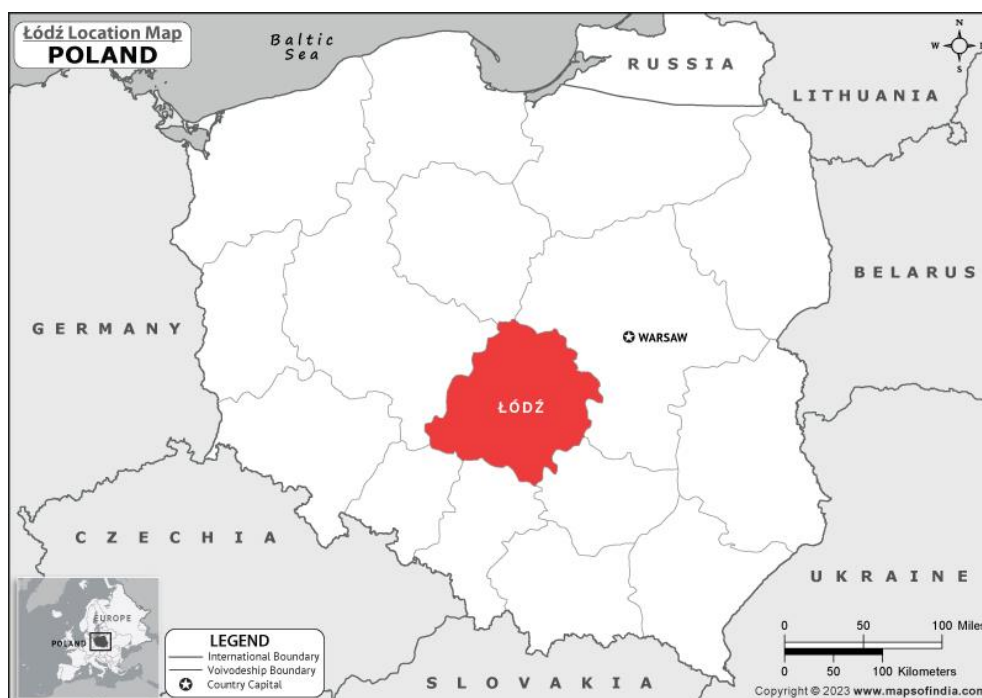 Łódź Location Map
POLAND
Baltic
Sea
N
W
S
RUSSIA
LITHUANIA
BELARUS
GERMANY
WARSAW
ŁÓDŹ
CZECHIA
UKRAINE
EUROPE
POLAND
LEGEND
International Boundary
Voivodeship Boundary
Country Capital
SLOVAKIA
0 50 100 Miles
0 50 100 Kilometers
Copyright © 2023 www.mapsofindia.com